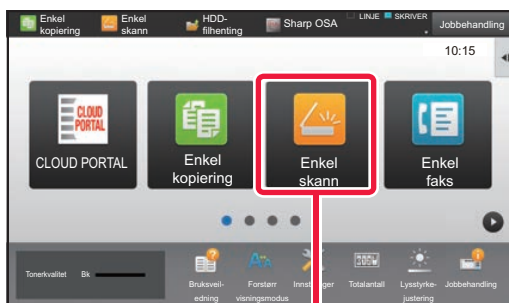 Enkel
kopiering
Enkel
skann
HDD-
filhenting
Sharp OSA
LINJE
SKRIVER
Jobbehandling
10:15
CLOUD
PORTAL
CLOUD PORTAL
Enkel
kopiering
Enkel
skann
Enkel
faks
Tonerkvalitet
Bk
Bruksveil-
edning
Forstørr
visningsmodus
Totalantall
Lysstyrke-
justering
Jobbehandling